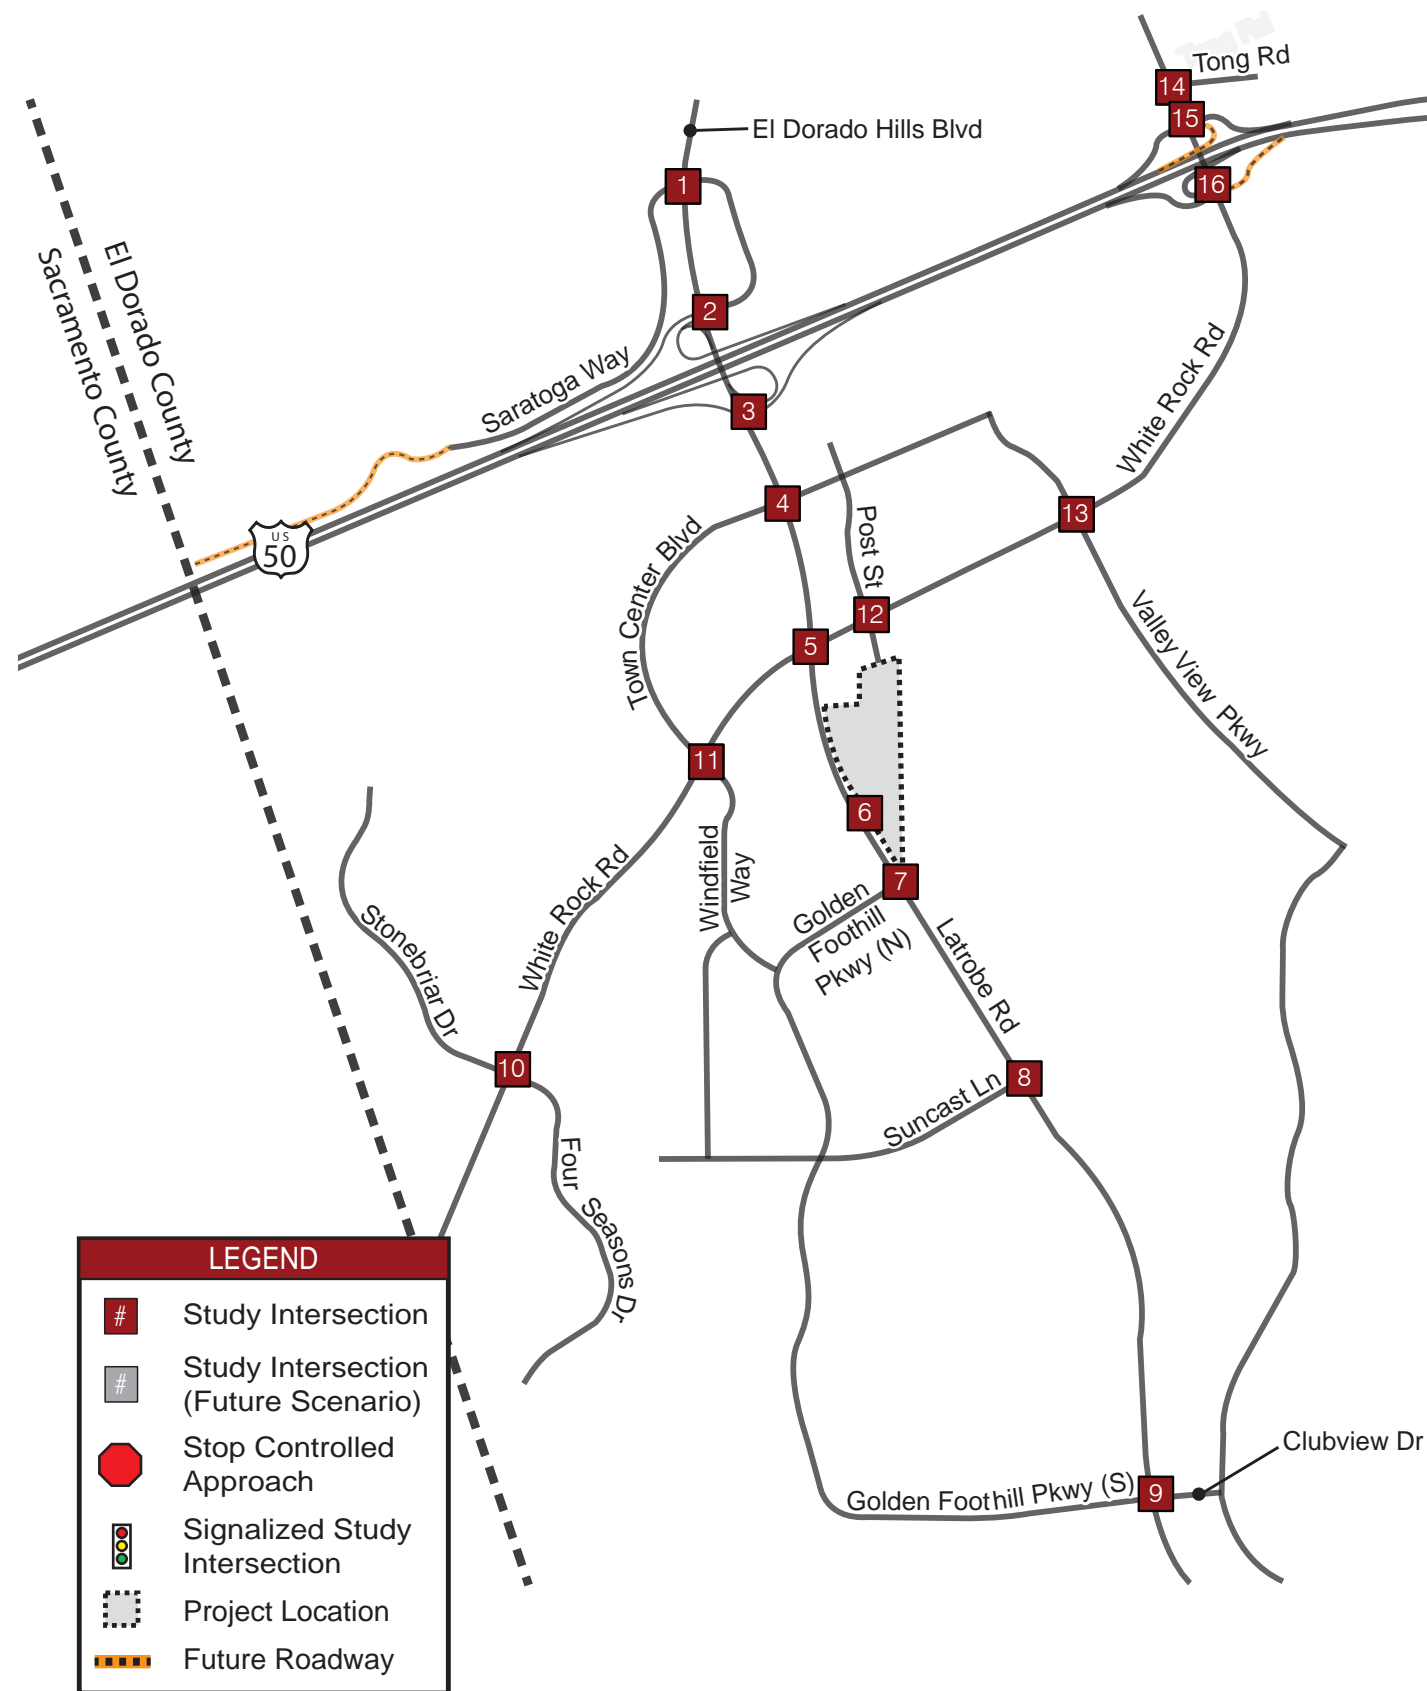 Tong Rd
Tong Rd
14
15
16
El Dorado Hills Blvd
1
2
3
El Dorado County
Sacramento County
Saratoga Way
White Rock Rd
US
50
4
Post St
13
Town Center Blvd
12
5
Valley View Pkwy
11
6
Windfield
Way
7
Golden
Foothill
Pkwy (N)
White Rock Rd
Stonebriar Dr
Latrobe Rd
10
8
Suncast Ln
Four Seasons Dr
Clubview Dr
Golden Foothill Pkwy (S)
9
LEGEND
# Study Intersection
# Study Intersection
(Future Scenario)
Stop Controlled
Approach
Signalized Study
Intersection
Project Location
Future Roadway